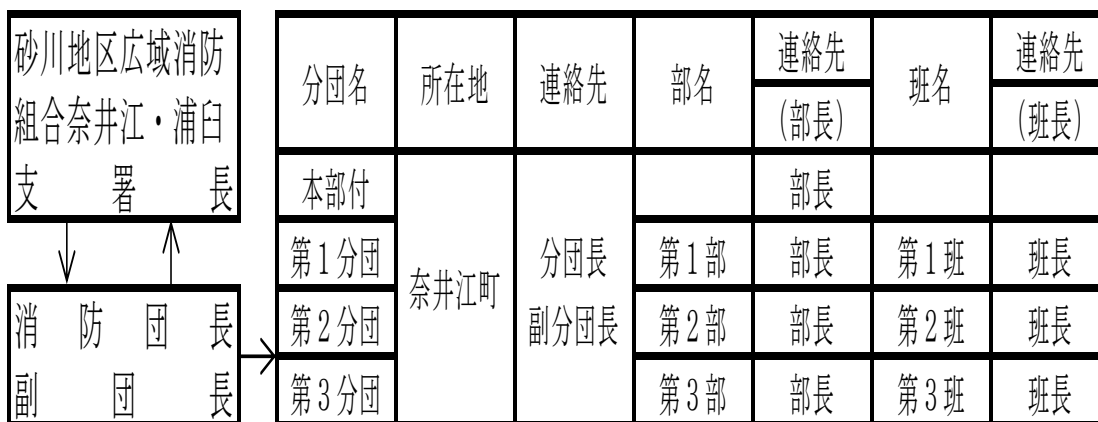 砂川地区広域消防
組合奈井江・浦臼
支署長
消防団長
副団長
分団名 所在地 連絡先 部名 連絡先 班名 連絡先
(部長) (班長)
本部付 部長
第1分団 第1部 部長 第1班 班長
奈井江町 分団長
第2分団 副分団長 第2部 部長 第2班 班長
第3分団 第3部 部長 第3班 班長